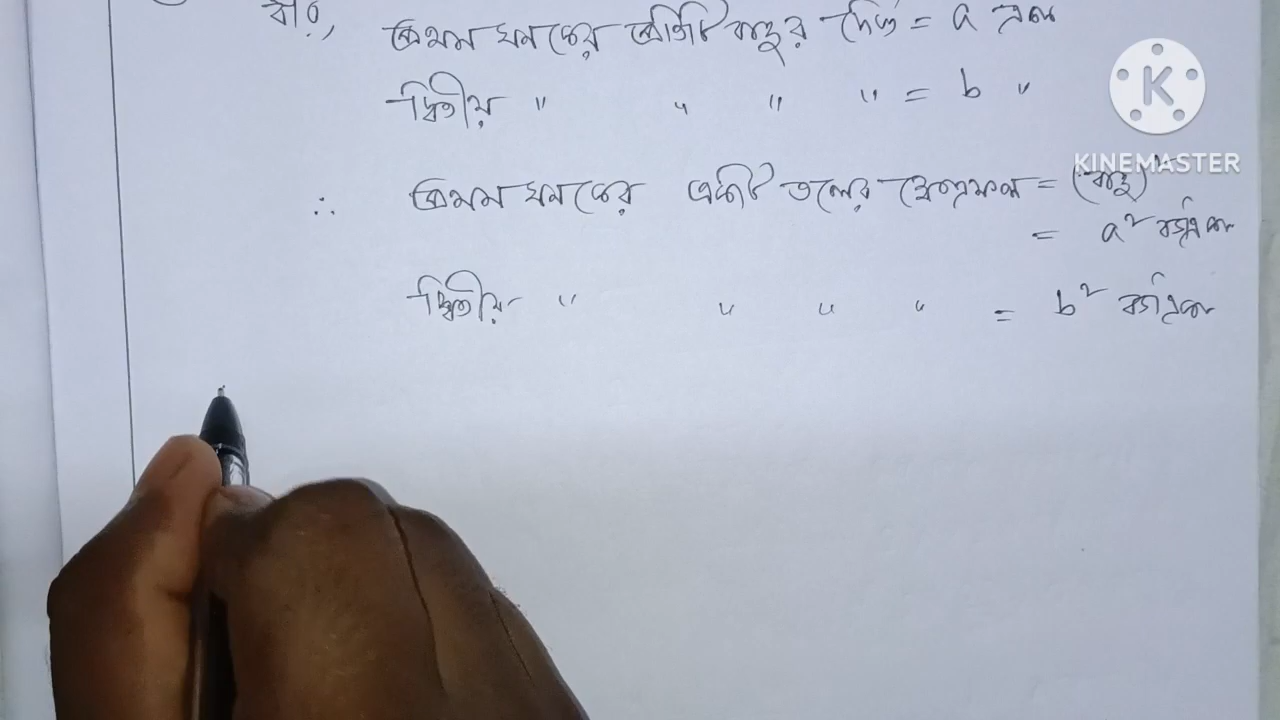 ধরি, প্রথম ঘনকের প্রতিটি বাহুর দৈর্ঘ্য = a একক
দ্বিতীয় " " " " = b "
∴ প্রথম ঘনকের একটি তলের ক্ষেত্রফল = (বাহু)²
= a² বর্গএকক
দ্বিতীয় " " " " = b² বর্গএকক
K
KINEMASTER